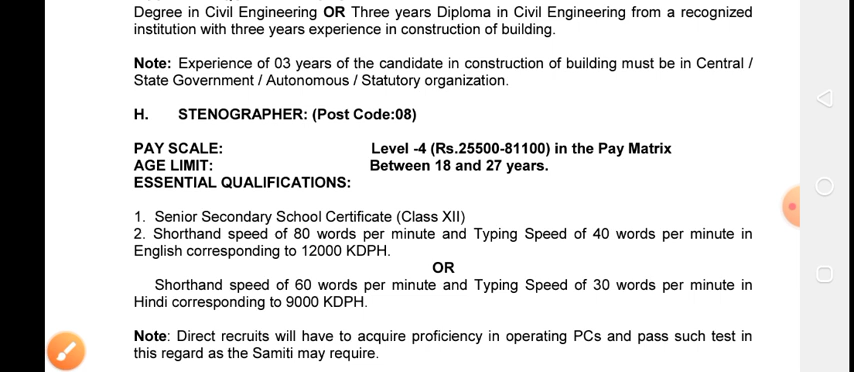 Degree in Civil Engineering OR Three years Diploma in Civil Engineering from a recognized
institution with three years experience in construction of building.
Note: Experience of 03 years of the candidate in construction of building must be in Central /
State Government / Autonomous / Statutory organization.
H. STENOGRAPHER: (Post Code:08)
PAY SCALE: Level -4 (Rs.25500-81100) in the Pay Matrix
AGE LIMIT: Between 18 and 27 years.
ESSENTIAL QUALIFICATIONS:
1. Senior Secondary School Certificate (Class XII)
2. Shorthand speed of 80 words per minute and Typing Speed of 40 words per minute in
English corresponding to 12000 KDPH.
OR
Shorthand speed of 60 words per minute and Typing Speed of 30 words per minute in
Hindi corresponding to 9000 KDPH.
Note: Direct recruits will have to acquire proficiency in operating PCs and pass such test in
this regard as the Samiti may require.